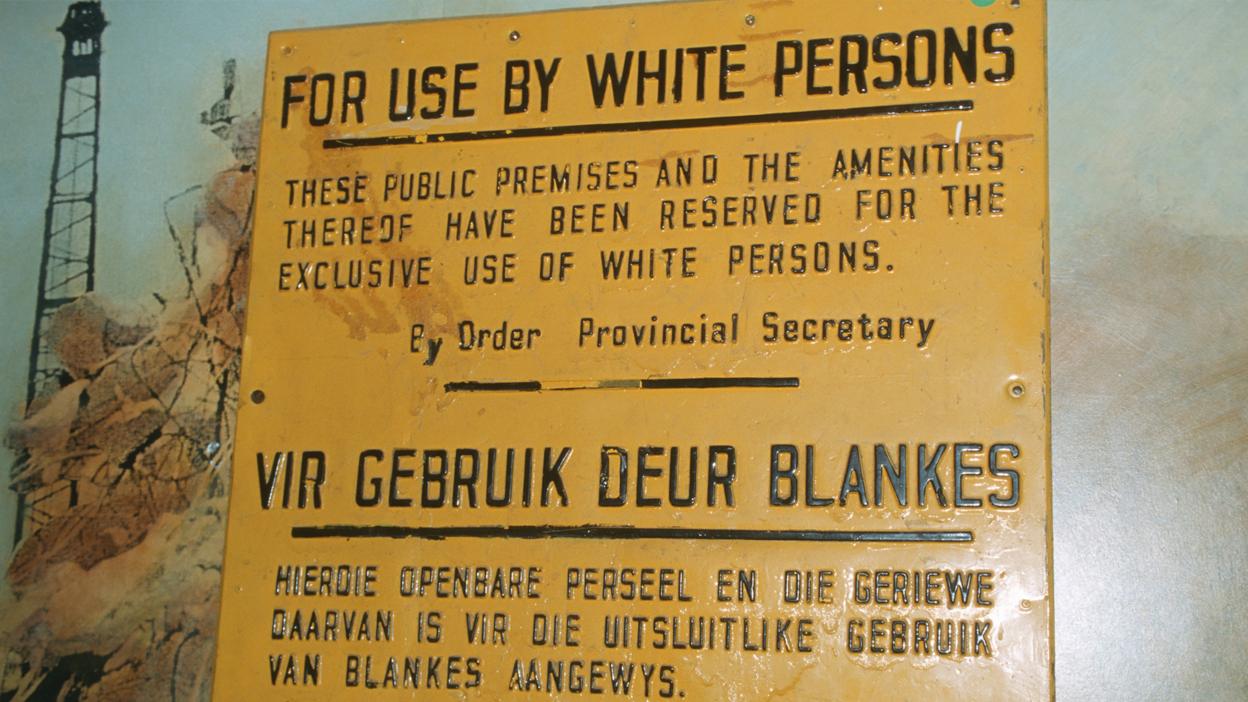 FOR USE BY WHITE PERSONS
THESE PUBLIC PREMISES AND THE AMENITIES
THEREOF HAVE BEEN RESERVED FOR THE
EXCLUSIVE USE OF WHITE PERSONS.
By Order Provincial Secretary
VIR GEBRUIK DEUR BLANKES
HIERDIE OPENBARE PERSEEL EN DIE GERIEWE
DAARVAN IS VIR DIE UITSLUITLIKE GEBRUIK
VAN BLANKES AANGEWYS.